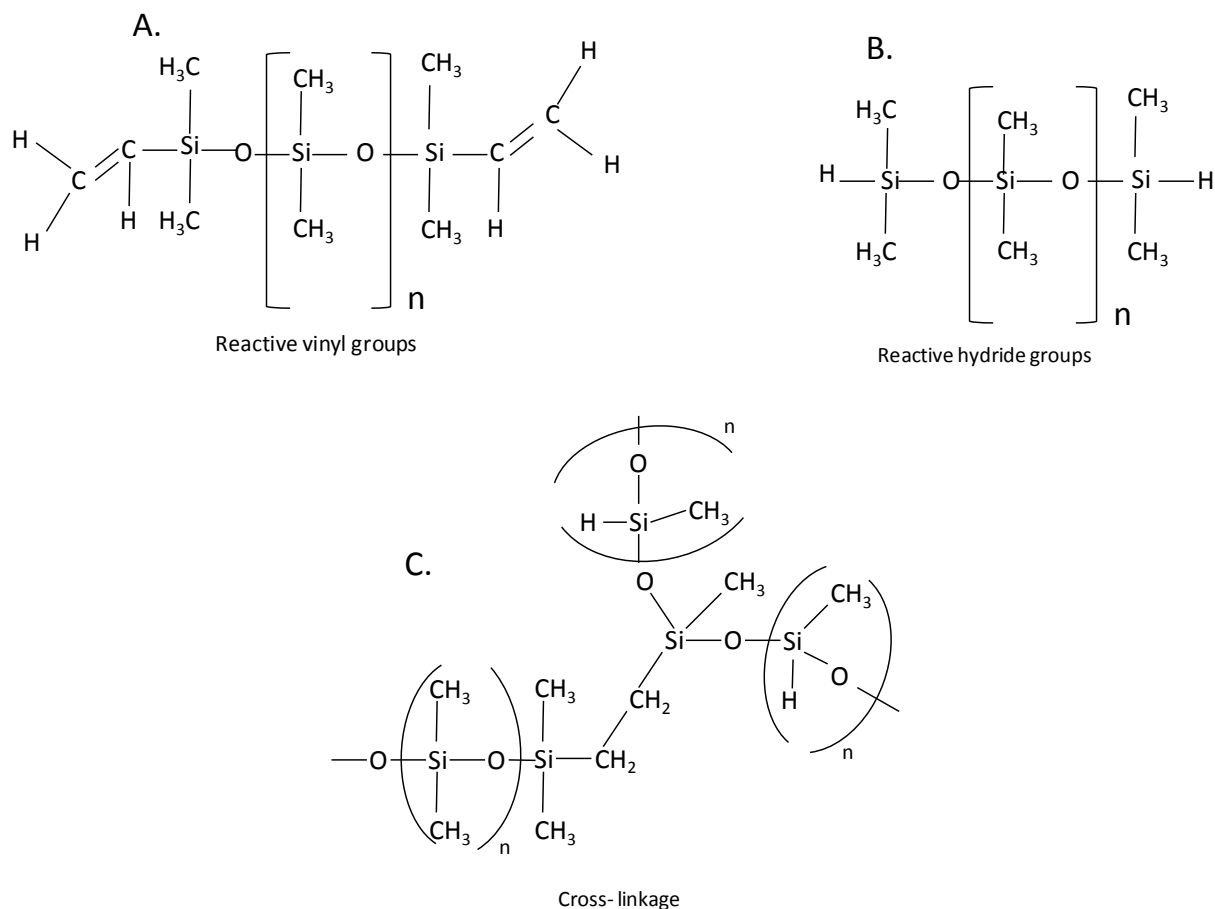 A.
H₃C CH₃ CH₃ H
H C C Si O Si O Si C C H
H H H₃C CH₃ CH₃ H
n
Reactive vinyl groups
B.
CH₃ CH₃ H₃C
H Si O Si O Si H
H₃C CH₃ CH₃
n
Reactive hydride groups
C.
n
O
H Si CH₃
O CH₃ CH₃
Si O Si O
H
n
CH₃ CH₃ CH₂
O Si O Si CH₂
CH₃ CH₃
n
Cross- linkage